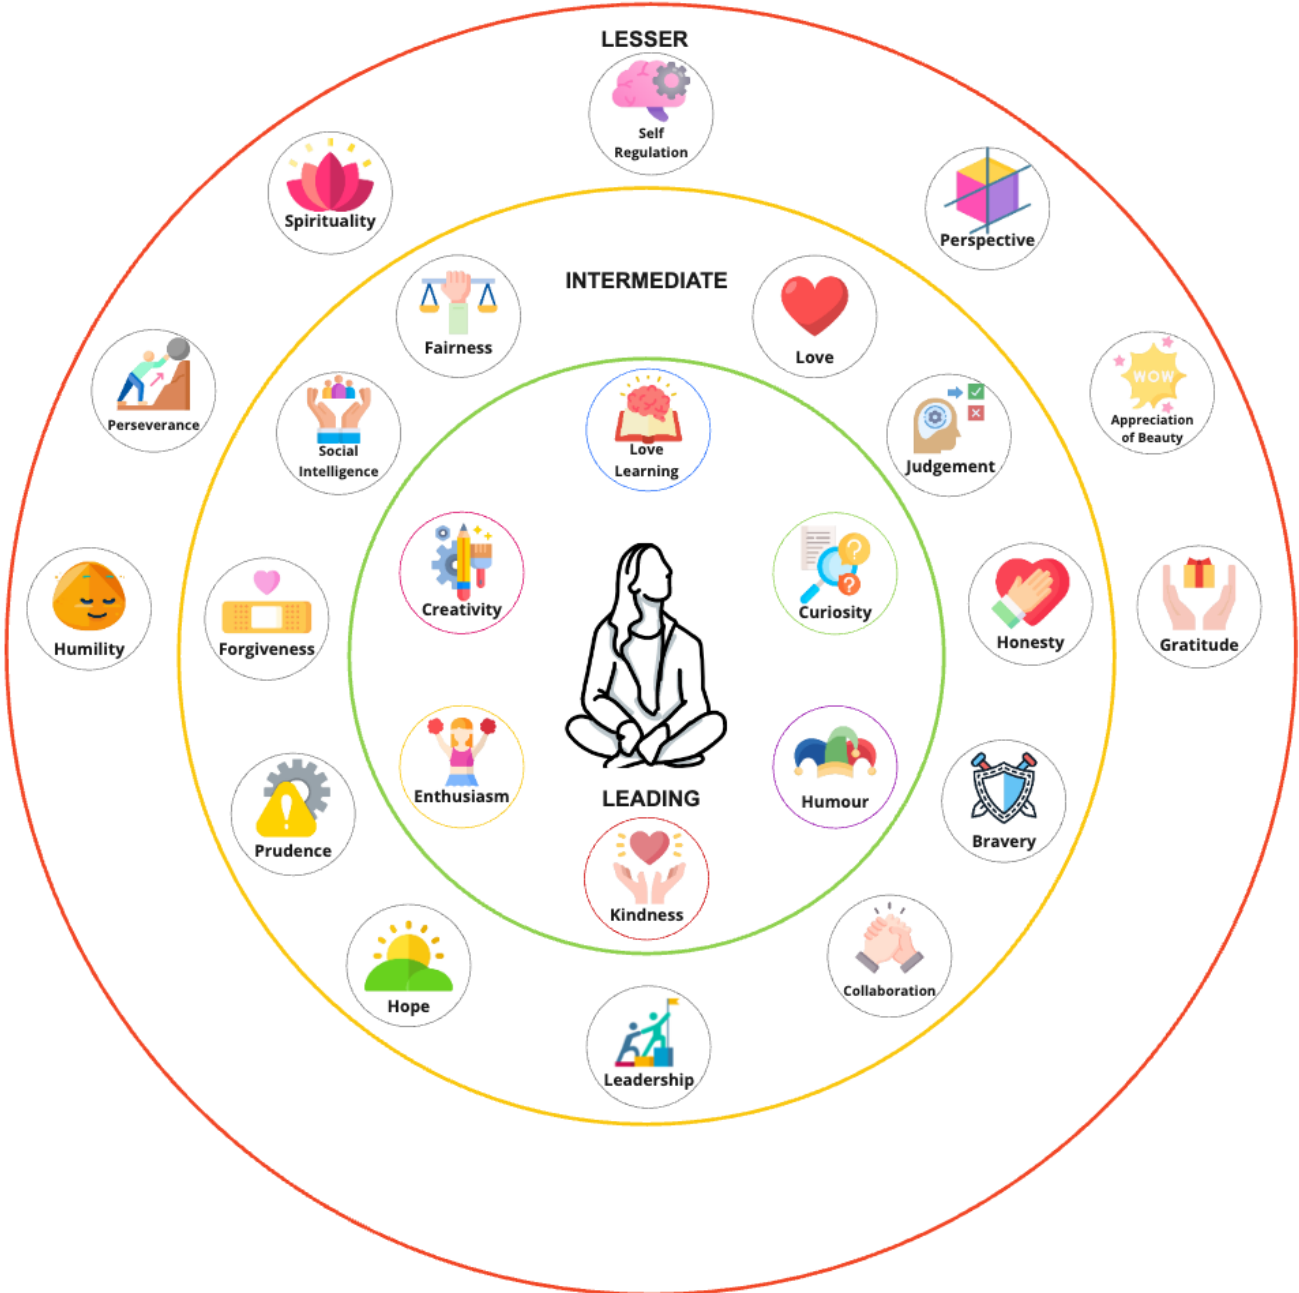 LESSER
Self
Regulation
Spirituality
Perspective
INTERMEDIATE
Fairness
Love
Perseverance
WOW
Appreciation
of Beauty
Social
Intelligence
Love
Learning
Judgement
Creativity
?
?
Curiosity
Humility
Forgiveness
Honesty
Gratitude
Enthusiasm
LEADING
Humour
!
Prudence
Bravery
Kindness
Hope
Collaboration
Leadership